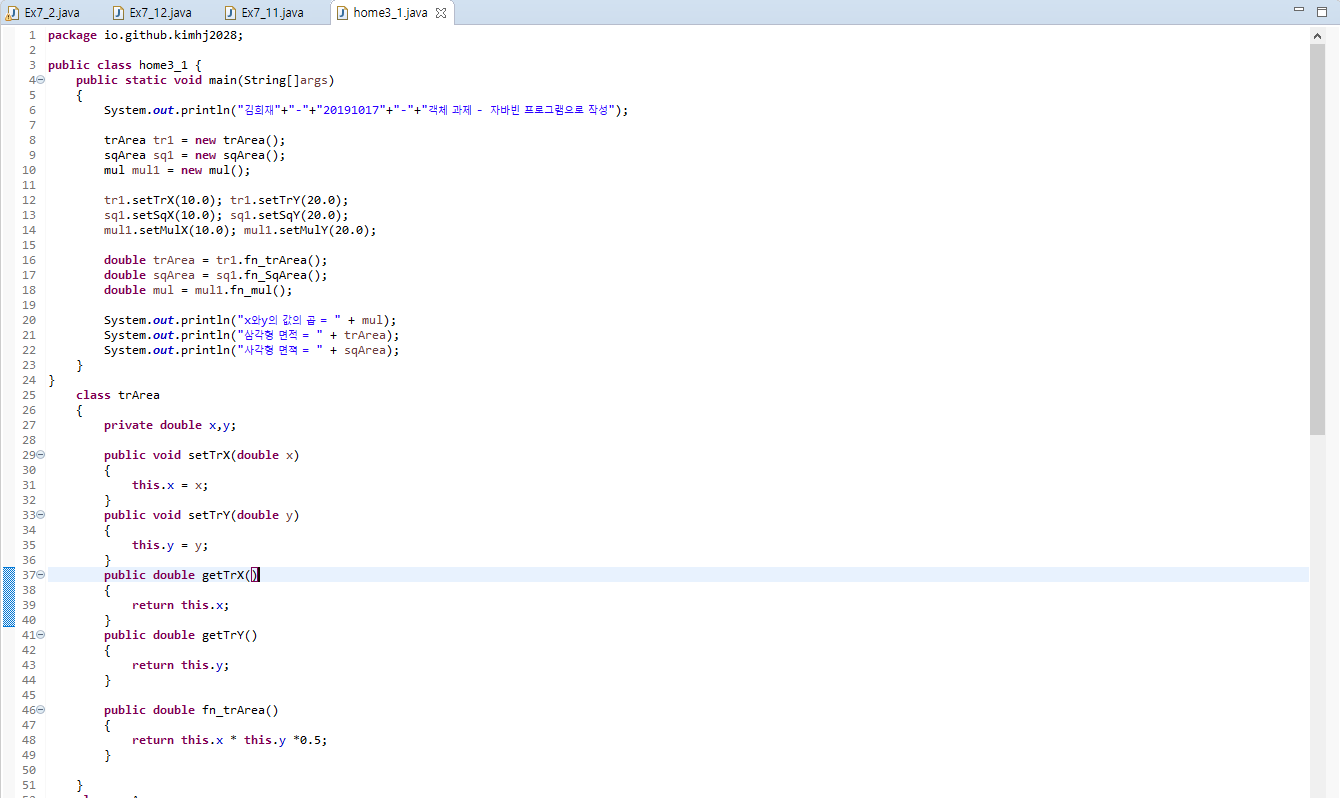 Ex7_2.java Ex7_12.java Ex7_11.java home3_1.java
1 package io.github.kimhj2028;
2
3 public class home3_1 {
4 public static void main(String[]args)
5 {
6 System.out.println("김희재"+"-"+"20191017"+"-"+"객체 과제 - 자바빈 프로그램으로 작성");
7
8 trArea tr1 = new trArea();
9 sqArea sq1 = new sqArea();
10 mul mul1 = new mul();
11
12 tr1.setTrX(10.0); tr1.setTrY(20.0);
13 sq1.setSqX(10.0); sq1.setSqY(20.0);
14 mul1.setMulX(10.0); mul1.setMulY(20.0);
15
16 double trArea = tr1.fn_trArea();
17 double sqArea = sq1.fn_SqArea();
18 double mul = mul1.fn_mul();
19
20 System.out.println("x와y의 값의 곱 = " + mul);
21 System.out.println("삼각형 면적 = " + trArea);
22 System.out.println("사각형 면적 = " + sqArea);
23 }
24 }
25 class trArea
26 {
27 private double x,y;
28
29 public void setTrX(double x)
30 {
31 this.x = x;
32 }
33 public void setTrY(double y)
34 {
35 this.y = y;
36 }
37 public double getTrX()
38 {
39 return this.x;
40 }
41 public double getTrY()
42 {
43 return this.y;
44 }
45
46 public double fn_trArea()
47 {
48 return this.x * this.y *0.5;
49 }
50
51 }